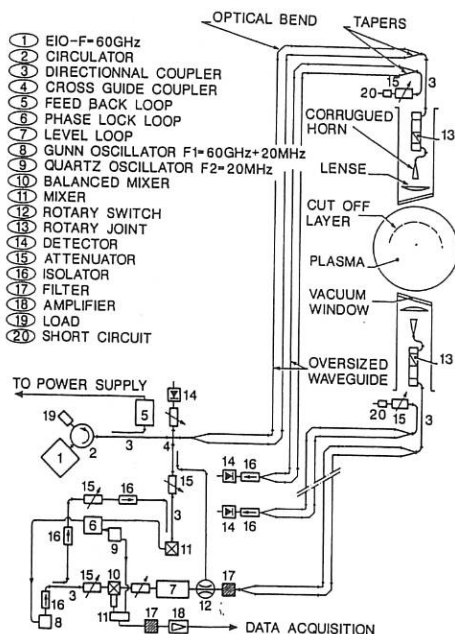 OPTICAL BEND
TAPERS
1 EIO-F=60GHz
2 CIRCULATOR
3 DIRECTIONNAL COUPLER
4 CROSS GUIDE COUPLER
5 FEED BACK LOOP
6 PHASE LOCK LOOP
7 LEVEL LOOP
8 GUNN OSCILLATOR F1=60GHz+20MHz
9 QUARTZ OSCILLATOR F2=20MHz
10 BALANCED MIXER
11 MIXER
12 ROTARY SWITCH
13 ROTARY JOINT
14 DETECTOR
15 ATTENUATOR
16 ISOLATOR
17 FILTER
18 AMPLIFIER
19 LOAD
20 SHORT CIRCUIT
15
3
20
CORRUGUED
HORN
13
LENSE
CUT OFF
LAYER
PLASMA
VACUUM
WINDOW
OVERSIZED
WAVEGUIDE
13
20
15
3
TO POWER SUPPLY
14
5
19
1
2
3
4
15
14
16
14
16
15
16
3
16
6
9
11
16
8
3
15
10
7
12
17
11
17
18
DATA ACQUISITION